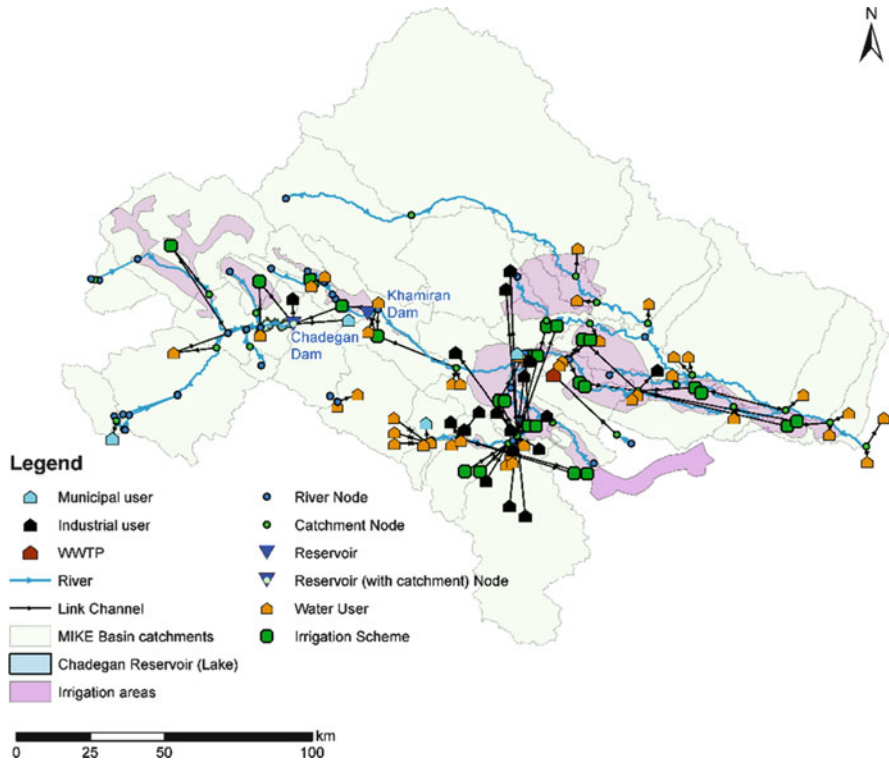 N
Khamiran
Dam
Chadegan
Dam
Legend
Municipal user
Industrial user
WWTP
River
Link Channel
MIKE Basin catchments
Chadegan Reservoir (Lake)
Irrigation areas
River Node
Catchment Node
Reservoir
Reservoir (with catchment) Node
Water User
Irrigation Scheme
km
0 25 50 100